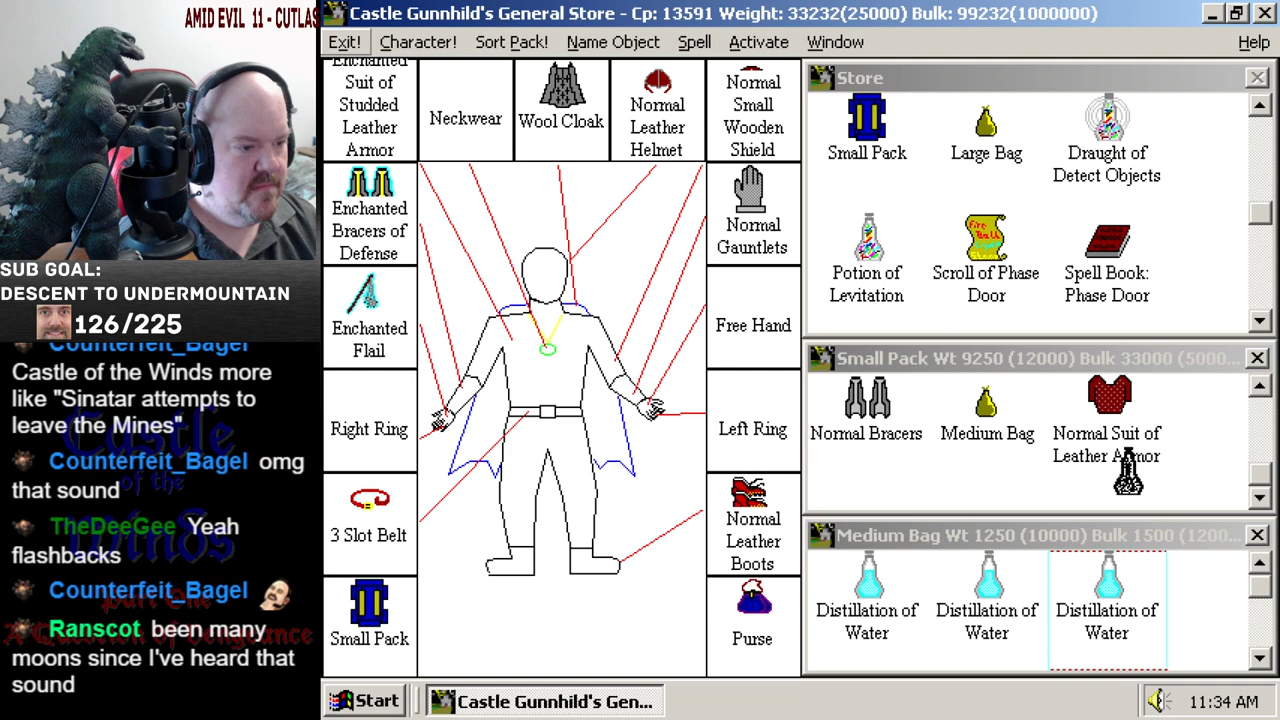 AMID EVIL 11 - CUTLAS
SUB GOAL:
DESCENT TO UNDERMOUNTAIN
126/225
Counterfeit_Bagel
Castle of the Winds more
like "Sinatar attempts to
leave the Mines"
Counterfeit_Bagel omg
that sound
TheDeeGee Yeah
flashbacks
Counterfeit_Bagel
Ranscot been many
moons since I've heard that
sound
Castle Gunnhild's General Store - Cp: 13591 Weight: 33232(25000) Bulk: 99232(1000000)
Exit! Character! Sort Pack! Name Object Spell Activate Window Help
Enchanted
Suit of
Studded
Leather
Armor
Neckwear
Wool Cloak
Normal
Leather
Helmet
Normal
Small
Wooden
Shield
Enchanted
Bracers of
Defense
Normal
Gauntlets
Enchanted
Flail
Free Hand
Right Ring
Left Ring
3 Slot Belt
Normal
Leather
Boots
Small Pack
Purse
Store
Small Pack
Large Bag
Draught of
Detect Objects
Potion of
Levitation
Fire
Ball
Scroll of Phase
Door
Spell Book:
Phase Door
Small Pack Wt 9250 (12000) Bulk 33000 (5000...
Normal Bracers
Medium Bag
Normal Suit of
Leather Armor
Medium Bag Wt 1250 (10000) Bulk 1500 (1200...
Distillation of
Water
Distillation of
Water
Distillation of
Water
Start
Castle Gunnhild's Gen...
11:34 AM